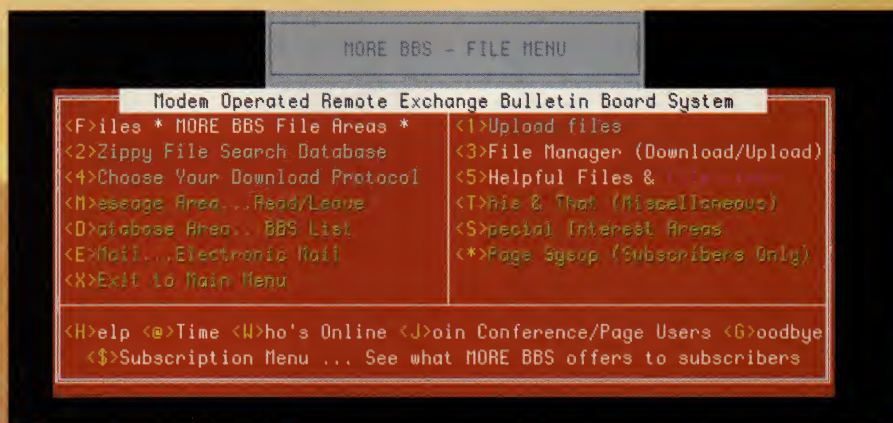 MORE BBS - FILE MENU
Modem Operated Remote Exchange Bulletin Board System
<F>iles * MORE BBS File Areas *
<1>Upload files
<2>Zippy File Search Database
<3>File Manager (Download/Upload)
<4>Choose Your Download Protocol
<5>Helpful Files &
<M>essage Area...Read/Leave
<T>his & That (Miscellaneous)
<D>atabase Area.. BBS List
<S>pecial Interest Areas
<E>Mail...Electronic Mail
<*>Page Sysop (Subscribers Only)
<X>Exit to Main Menu
<H>elp <@>Time <W>ho's Online <J>oin Conference/Page Users <G>oodbye
<$>Subscription Menu ... See what MORE BBS offers to subscribers